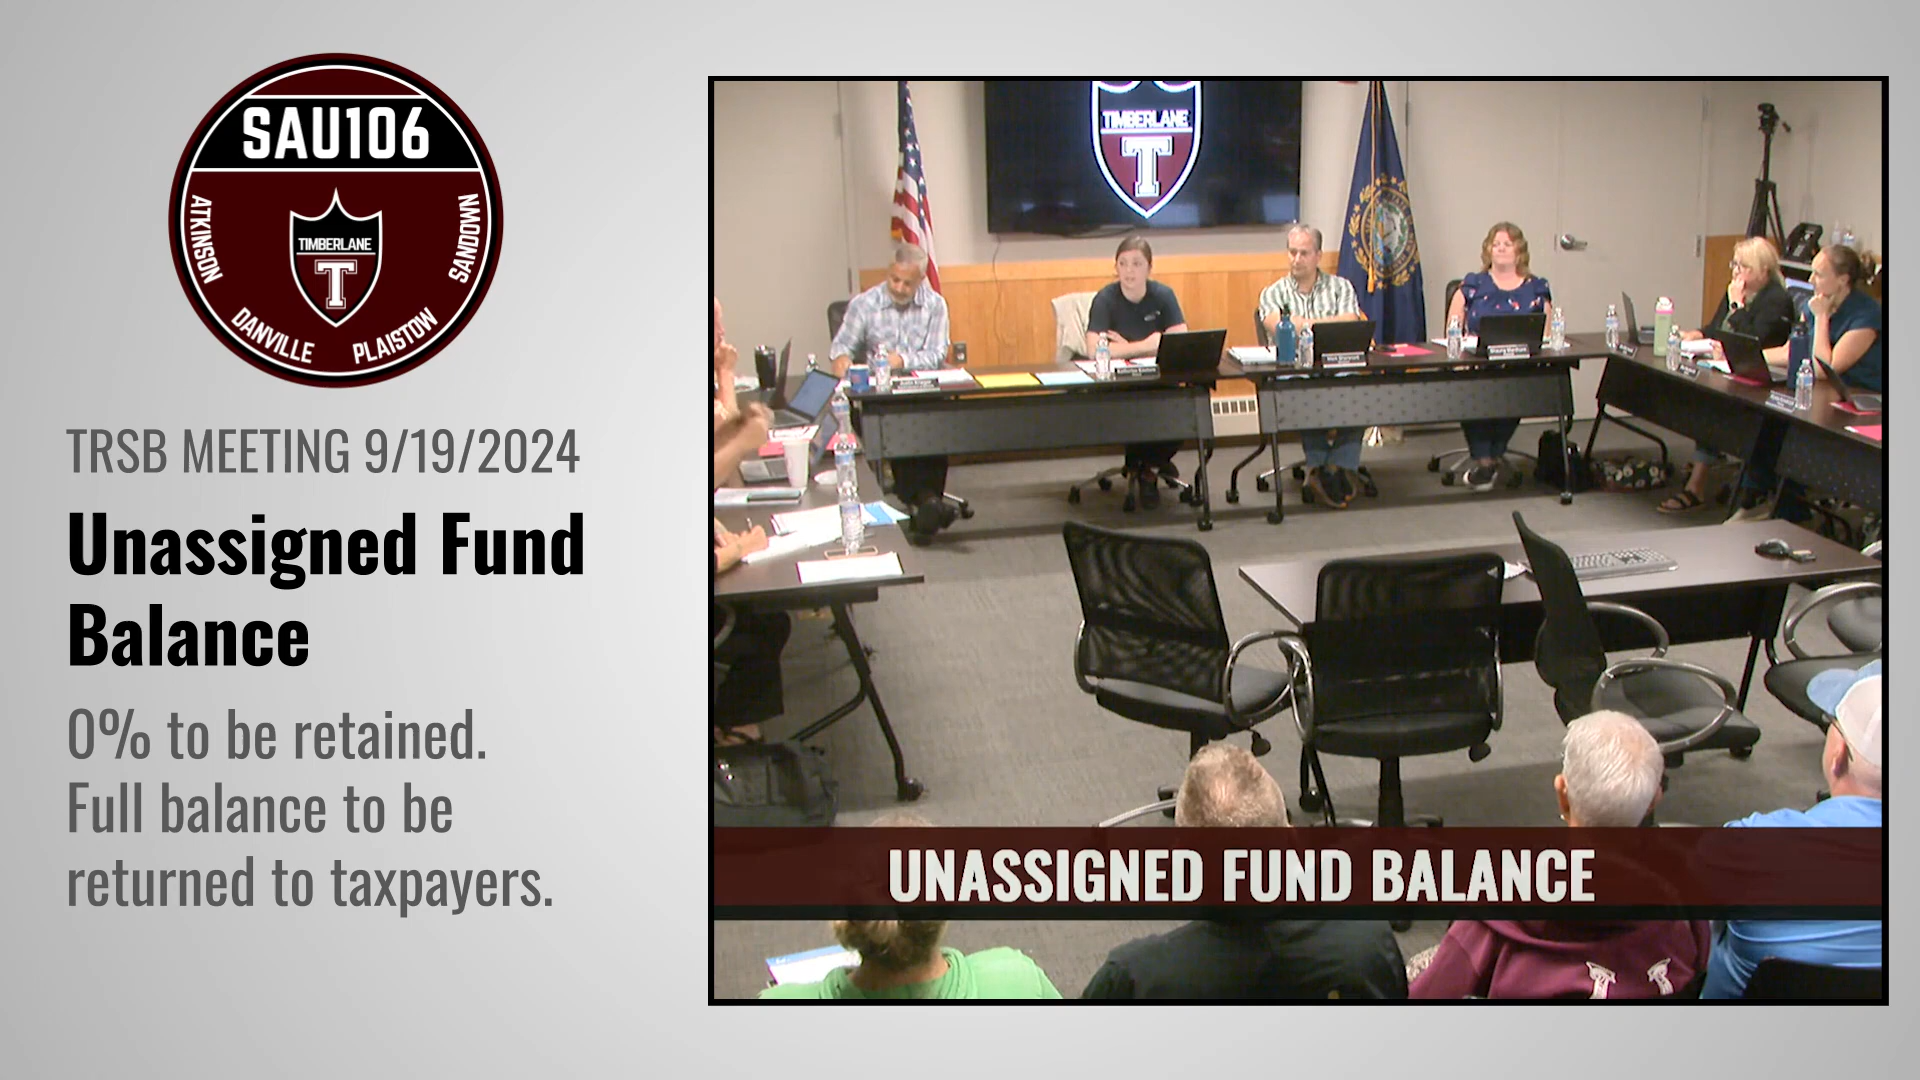 SAU106
ATKINSON
DANVILLE
PLAISTOW
SANDOWN
TIMBERLANE
T
TRSB MEETING 9/19/2024
Unassigned Fund
Balance
0% to be retained.
Full balance to be
returned to taxpayers.
TIMBERLANE
T
UNASSIGNED FUND BALANCE